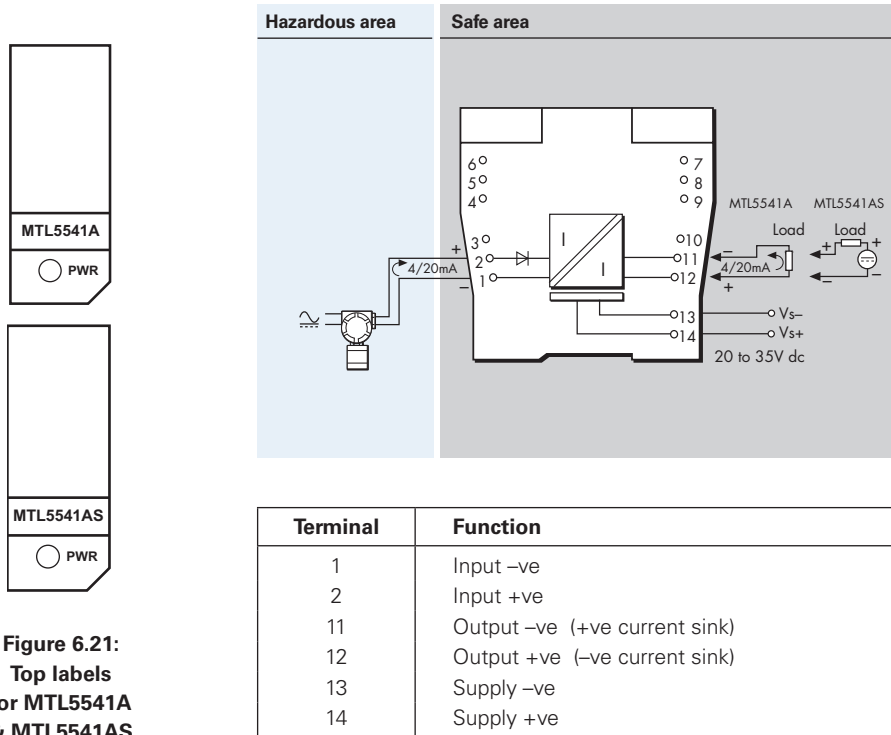 Hazardous area
Safe area
MTL5541A
PWR
MTL5541AS
PWR
Figure 6.21:
Top labels
or MTL5541A
MTL5541AS
6
5
4
3
2
1
+
–
4/20mA
I
I
7
8
9
10
11
12
13
14
MTL5541A MTL5541AS
Load Load
–
4/20mA
+
+ +
– –
Vs–
Vs+
20 to 35V dc
Terminal Function
1 Input –ve
2 Input +ve
11 Output –ve (+ve current sink)
12 Output +ve (–ve current sink)
13 Supply –ve
14 Supply +ve